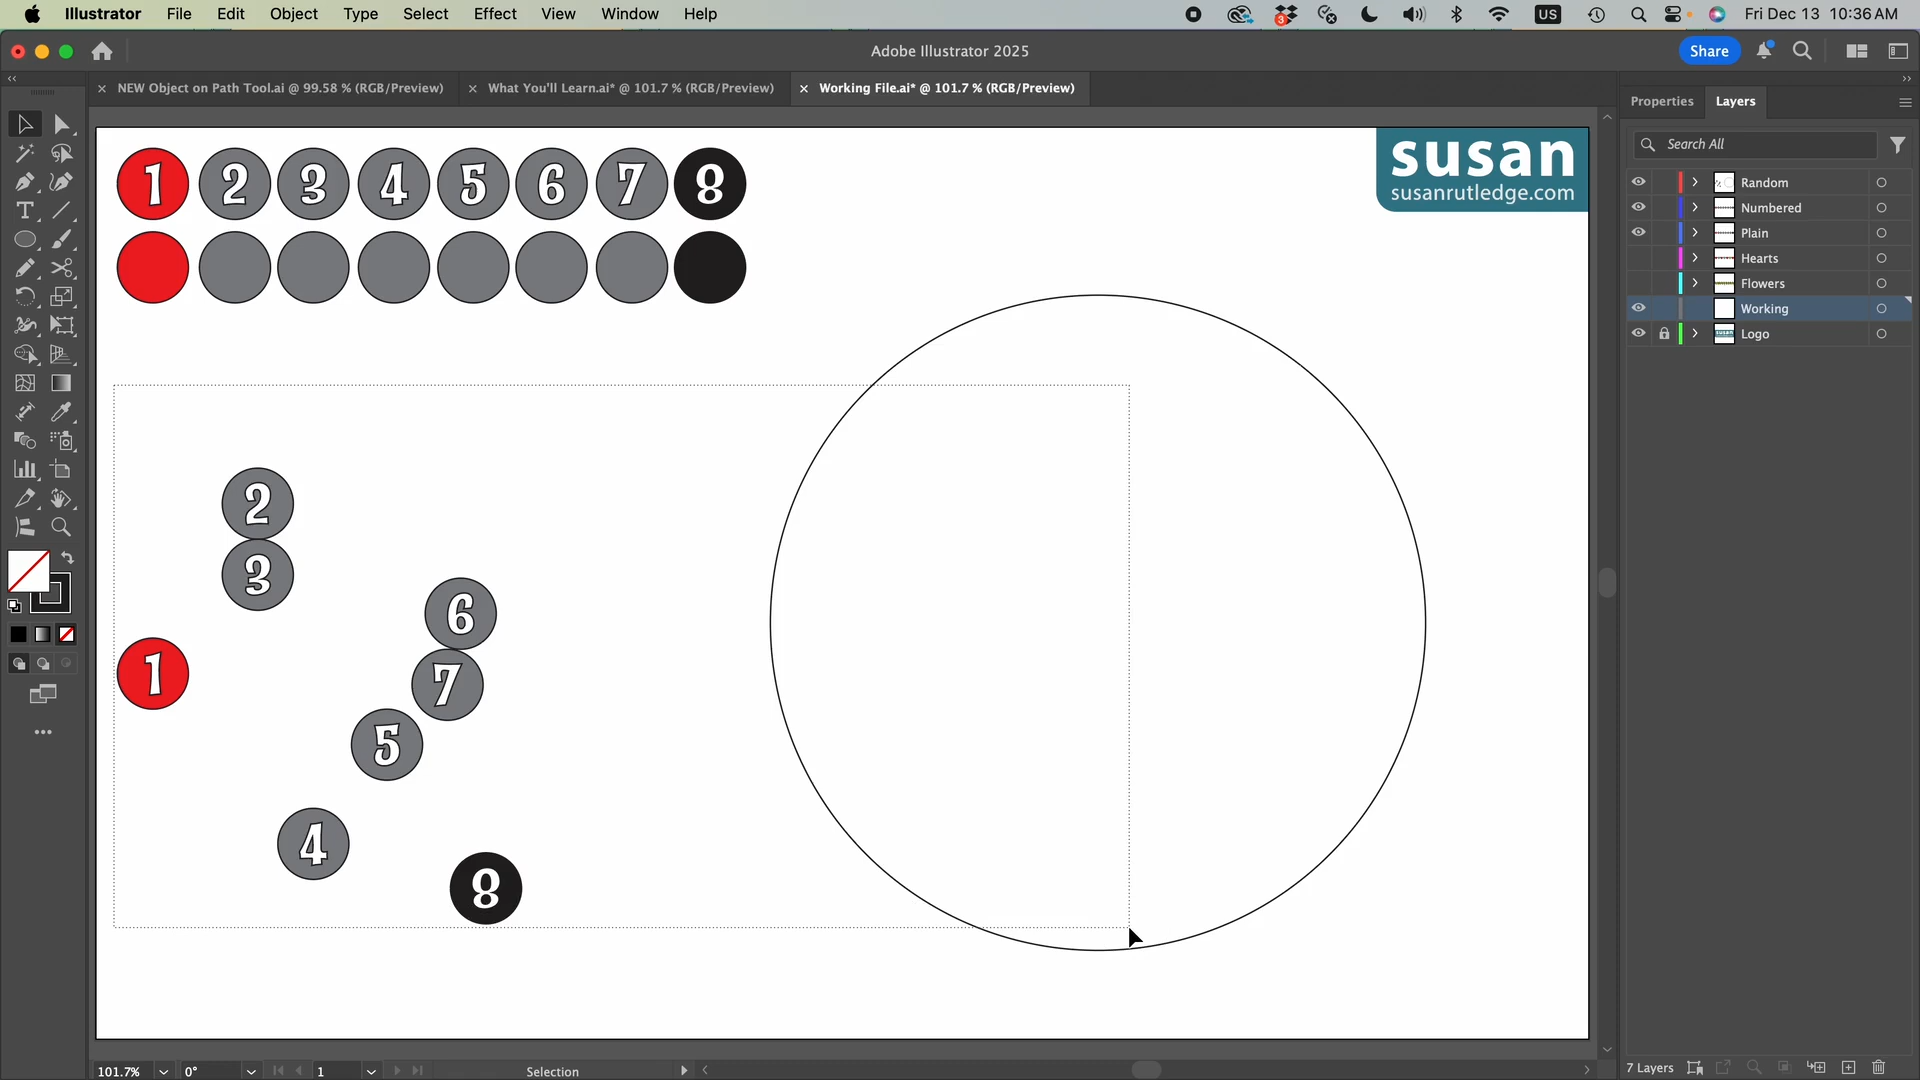 Illustrator File Edit Object Type Select Effect View Window Help
3
US
Fri Dec 13 10:36 AM
Adobe Illustrator 2025
Share
NEW Object on Path Tool.ai @ 99.58 % (RGB/Preview)
What You'll Learn.ai* @ 101.7 % (RGB/Preview)
Working File.ai* @ 101.7 % (RGB/Preview)
Properties
Layers
Search All
Random
Numbered
Plain
Hearts
Flowers
Working
Logo
1 2 3 4 5 6 7 8
susan
susanrutledge.com
2
3
6
1
7
5
4
8
101.7%
0°
1
Selection
7 Layers